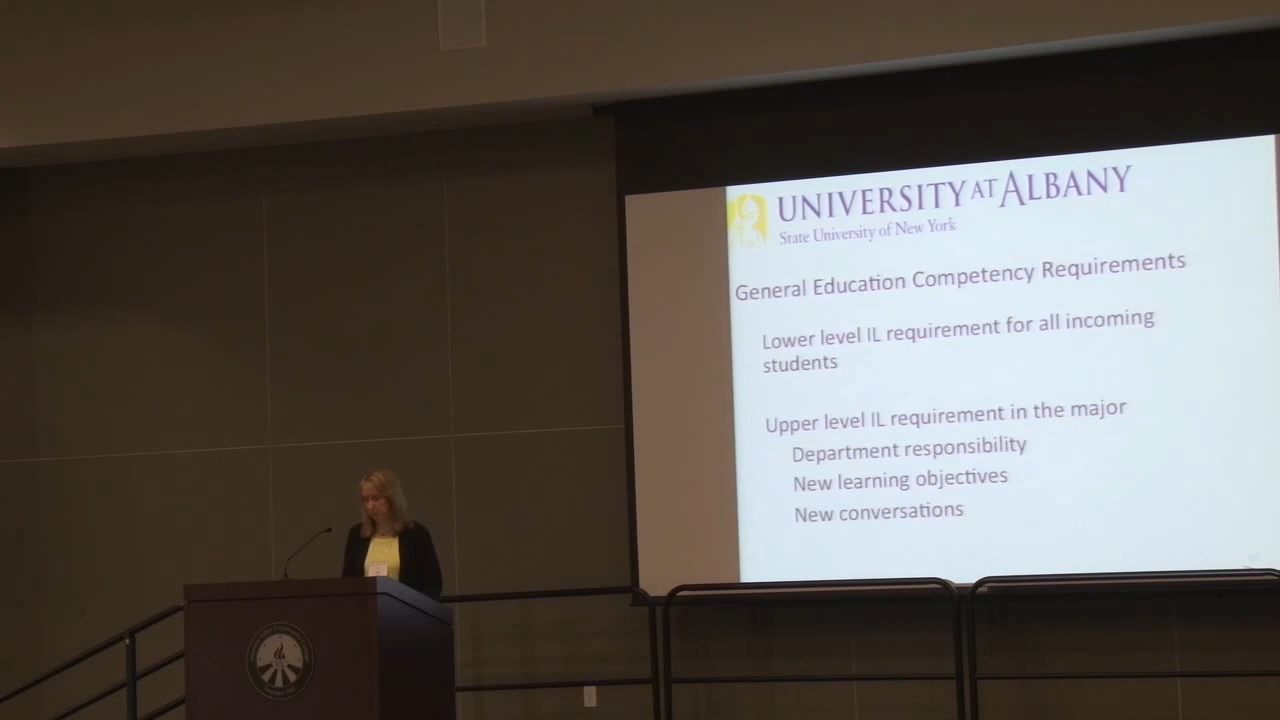 UNIVERSITY AT ALBANY
State University of New York
General Education Competency Requirements
Lower level IL requirement for all incoming
students
Upper level IL requirement in the major
Department responsibility
New learning objectives
New conversations